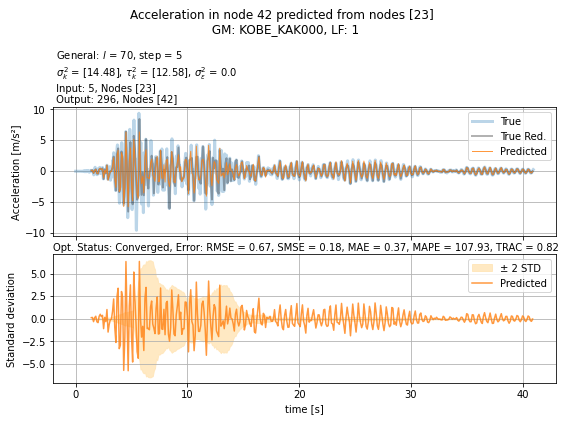 Acceleration in node 42 predicted from nodes [23]
GM: KOBE_KAK000, LF: 1
General: l = 70, step = 5
σ²ₖ = [14.48], τ²ₖ = [12.58], σ²ε = 0.0
Input: 5, Nodes [23]
Output: 296, Nodes [42]
10
5
0
−5
−10
Acceleration [m/s²]
True
True Red.
Predicted
Opt. Status: Converged, Error: RMSE = 0.67, SMSE = 0.18, MAE = 0.37, MAPE = 107.93, TRAC = 0.82
5.0
2.5
0.0
−2.5
−5.0
Standard deviation
± 2 STD
Predicted
0 10 20 30 40
time [s]